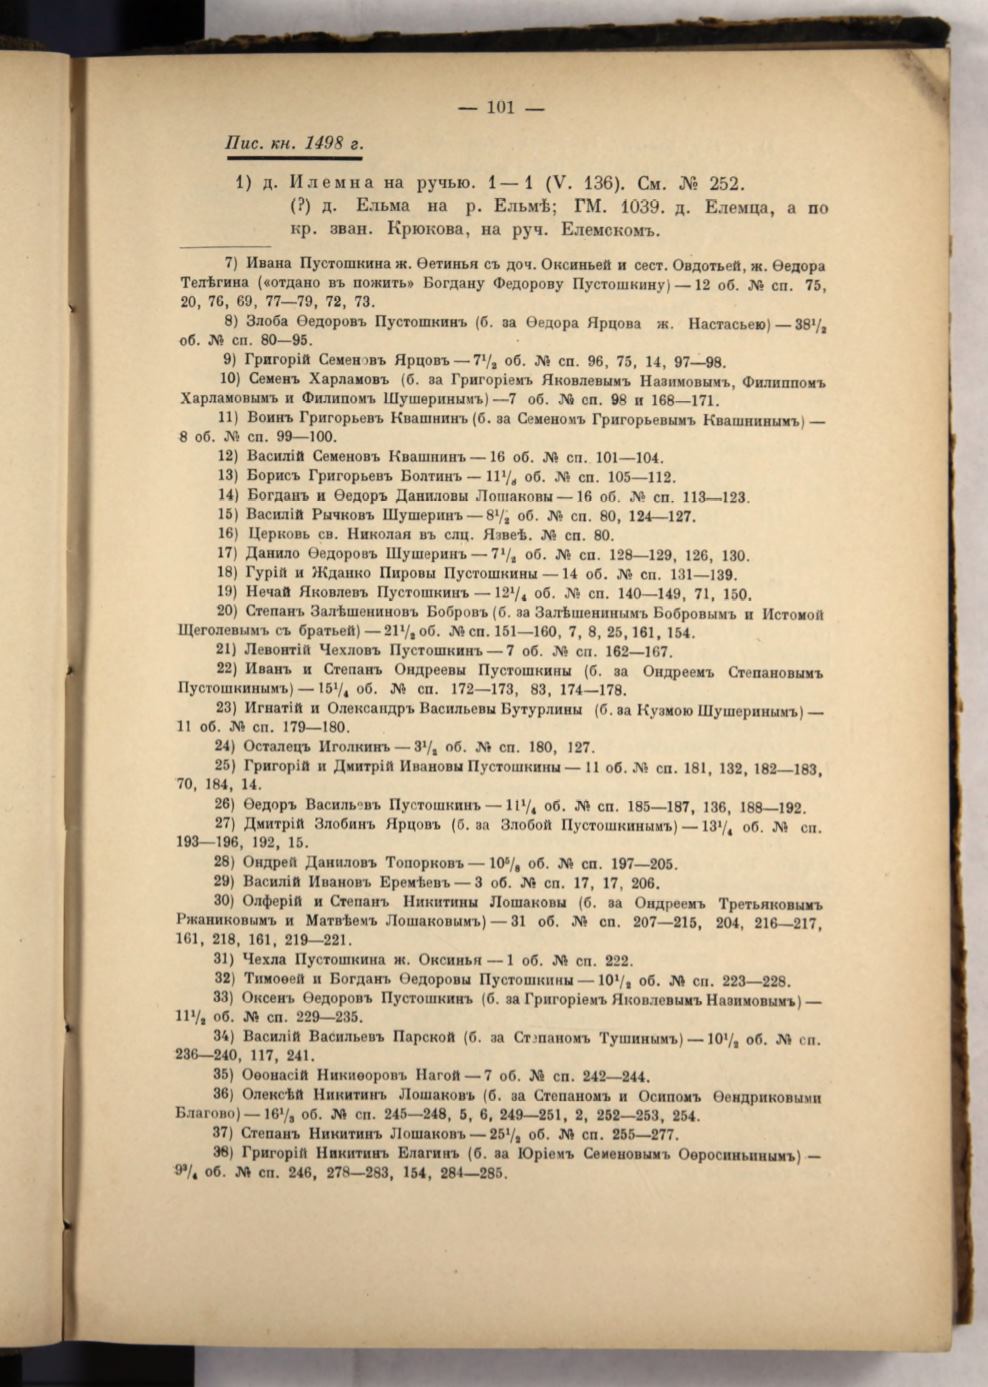 — 101 —
Пис. кн. 1498 г.
1) д. Илемна на ручью. 1—1 (V. 136). См. № 252.
(?) д. Ельма на р. Ельмѣ; ГМ. 1039. д. Елемца, а по
кр. зван. Крюкова, на руч. Елемскомъ.
7) Ивана Пустошкина ж. Ѳетинья съ доч. Оксиньей и сест. Овдотьей, ж. Ѳедора
Телѣгина («отдано въ пожить» Богдану Федорову Пустошкину) — 12 об. № сп. 75,
20, 76, 69, 77—79, 72, 73.
8) Злоба Ѳедоровъ Пустошкинъ (б. за Ѳедора Ярцова ж. Настасьею) — 38¹/₂
об. № сп. 80—95.
9) Григорій Семеновъ Ярцовъ — 7¹/₂ об. № сп. 96, 75, 14, 97—98.
10) Семенъ Харламовъ (б. за Григоріемъ Яковлевымъ Назимовымъ, Филиппомъ
Харламовымъ и Филипомъ Шушеринымъ) —7 об. № сп. 98 и 168—171.
11) Воинъ Григорьевъ Квашнинъ (б. за Семеномъ Григорьевымъ Квашнинымъ) —
8 об. № сп. 99—100.
12) Василій Семеновъ Квашнинъ — 16 об. № сп. 101—104.
13) Борисъ Григорьевъ Болтинъ — 11¹/₆ об. № сп. 105—112.
14) Богданъ и Ѳедоръ Даниловы Лошаковы — 16 об. № сп. 113—123.
15) Василій Рычковъ Шушеринъ — 8¹/₂ об. № сп. 80, 124—127.
16) Церковь св. Николая въ слц. Язвеѣ. № сп. 80.
17) Данило Ѳедоровъ Шушеринъ — 7¹/₂ об. № сп. 128—129, 126, 130.
18) Гурій и Жданко Пировы Пустошкины — 14 об. № сп. 131—139.
19) Нечай Яковлевъ Пустошкинъ — 12¹/₄ об. № сп. 140—149, 71, 150.
20) Степанъ Залѣшениновъ Бобровъ (б. за Залѣшенинымъ Бобровымъ и Истомой
Щеголевымъ съ братьей) — 21¹/₂ об. № сп. 151—160, 7, 8, 25, 161, 154.
21) Левонтій Чехловъ Пустошкинъ — 7 об. № сп. 162—167.
22) Иванъ и Степанъ Ондреевы Пустошкины (б. за Ондреемъ Степановымъ
Пустошкинымъ) — 15¹/₄ об. № сп. 172—173, 83, 174—178.
23) Игнатій и Олександръ Васильевы Бутурлины (б. за Кузмою Шушеринымъ) —
11 об. № сп. 179—180.
24) Осталецъ Иголкинъ — 3¹/₂ об. № сп. 180, 127.
25) Григорій и Дмитрій Ивановы Пустошкины — 11 об. № сп. 181, 132, 182—183,
70, 184, 14.
26) Ѳедоръ Васильевъ Пустошкинъ — 11¹/₄ об. № сп. 185—187, 136, 188—192.
27) Дмитрій Злобинъ Ярцовъ (б. за Злобой Пустошкинымъ) — 13¹/₄ об. № сп.
193—196, 192, 15.
28) Ондрей Даниловъ Топорковъ — 10⁵/₈ об. № сп. 197—205.
29) Василій Ивановъ Еремѣевъ — 3 об. № сп. 17, 17, 206.
30) Олферій и Степанъ Никитины Лошаковы (б. за Ондреемъ Третьяковымъ
Ржаниковымъ и Матвѣемъ Лошаковымъ) — 31 об. № сп. 207—215, 204, 216—217,
161, 218, 161, 219—221.
31) Чехла Пустошкина ж. Оксинья — 1 об. № сп. 222.
32) Тимоѳей и Богданъ Ѳедоровы Пустошкины — 10¹/₂ об. № сп. 223—228.
33) Оксенъ Ѳедоровъ Пустошкинъ (б. за Григоріемъ Яковлевымъ Назимовымъ) —
11¹/₂ об. № сп. 229—235.
34) Василій Васильевъ Парской (б. за Степаномъ Тушинымъ) — 10¹/₂ об. № сп.
236—240, 117, 241.
35) Оѳонасій Никиѳоровъ Нагой — 7 об. № сп. 242—244.
36) Олексѣй Никитинъ Лошаковъ (б. за Степаномъ и Осипомъ Ѳендриковыми
Благово) — 16¹/₃ об. № сп. 245—248, 5, 6, 249—251, 2, 252—253, 254.
37) Степанъ Никитинъ Лошаковъ — 25¹/₂ об. № сп. 255—277.
38) Григорій Никитинъ Елагинъ (б. за Юріемъ Семеновымъ Оѳросиньинымъ) —
9³/₄ об. № сп. 246, 278—283, 154, 284—285.